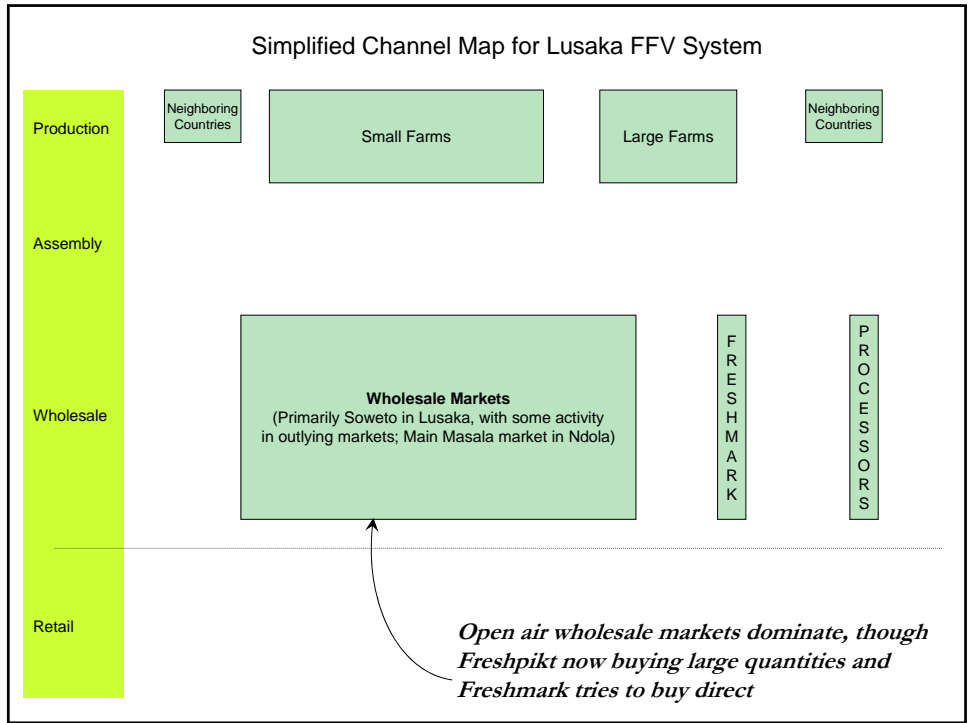 Simplified Channel Map for Lusaka FFV System
Production
Neighboring
Countries
Small Farms
Large Farms
Neighboring
Countries
Assembly
Wholesale
Wholesale Markets
(Primarily Soweto in Lusaka, with some activity
in outlying markets; Main Masala market in Ndola)
FRESHMARK
PROCESSORS
Retail
Open air wholesale markets dominate, though
Freshpikt now buying large quantities and
Freshmark tries to buy direct